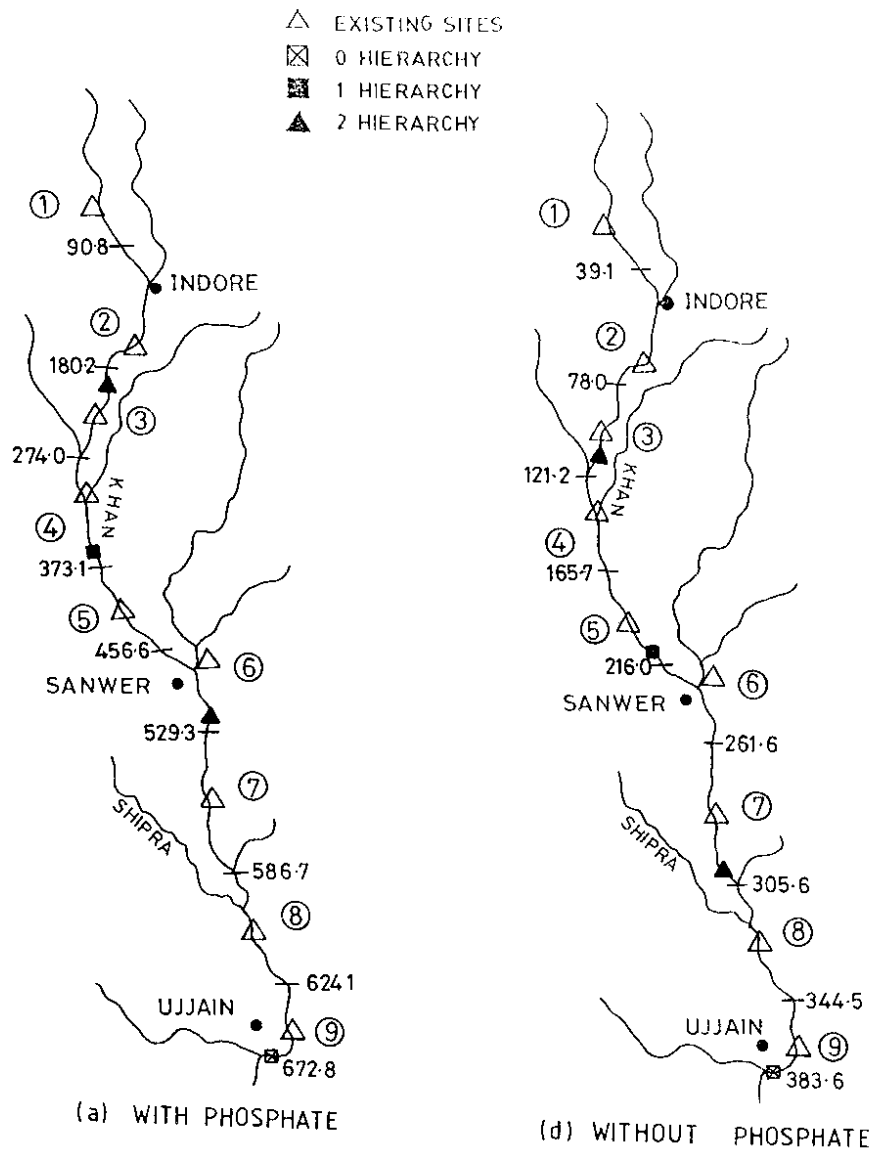 EXISTING SITES
0 HIERARCHY
1 HIERARCHY
2 HIERARCHY
①
90·8
INDORE
②
180·2
③
274·0
KHAN
④
373·1
⑤
456·6
⑥
SANWER
529·3
⑦
SHIPRA
586·7
⑧
624·1
UJJAIN
⑨
672·8
(a) WITH PHOSPHATE
①
39·1
INDORE
②
78·0
③
121·2
KHAN
④
165·7
⑤
216·0
⑥
SANWER
261·6
⑦
SHIPRA
305·6
⑧
344·5
UJJAIN
⑨
383·6
(d) WITHOUT PHOSPHATE